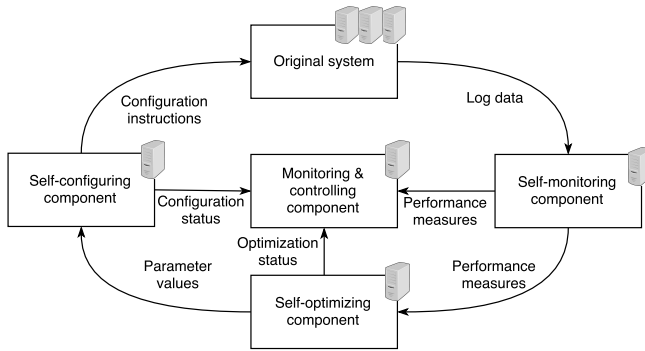 Original system
Configuration
instructions
Log data
Self-configuring
component
Monitoring &
controlling
component
Self-monitoring
component
Configuration
status
Performance
measures
Optimization
status
Parameter
values
Performance
measures
Self-optimizing
component